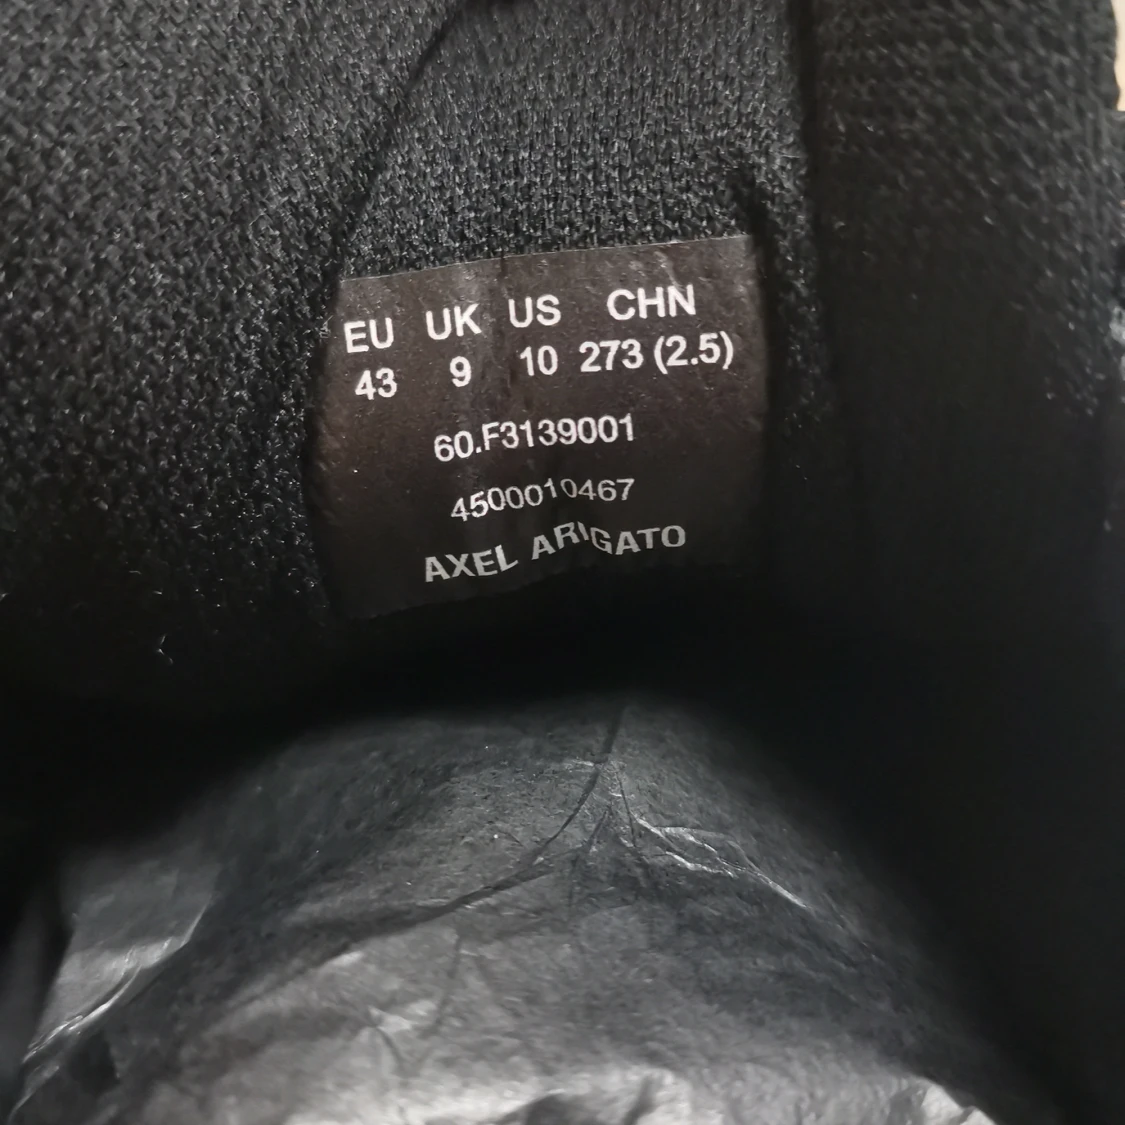 EU UK US CHN
43 9 10 273 (2.5)
60.F3139001
4500010467
AXEL ARIGATO